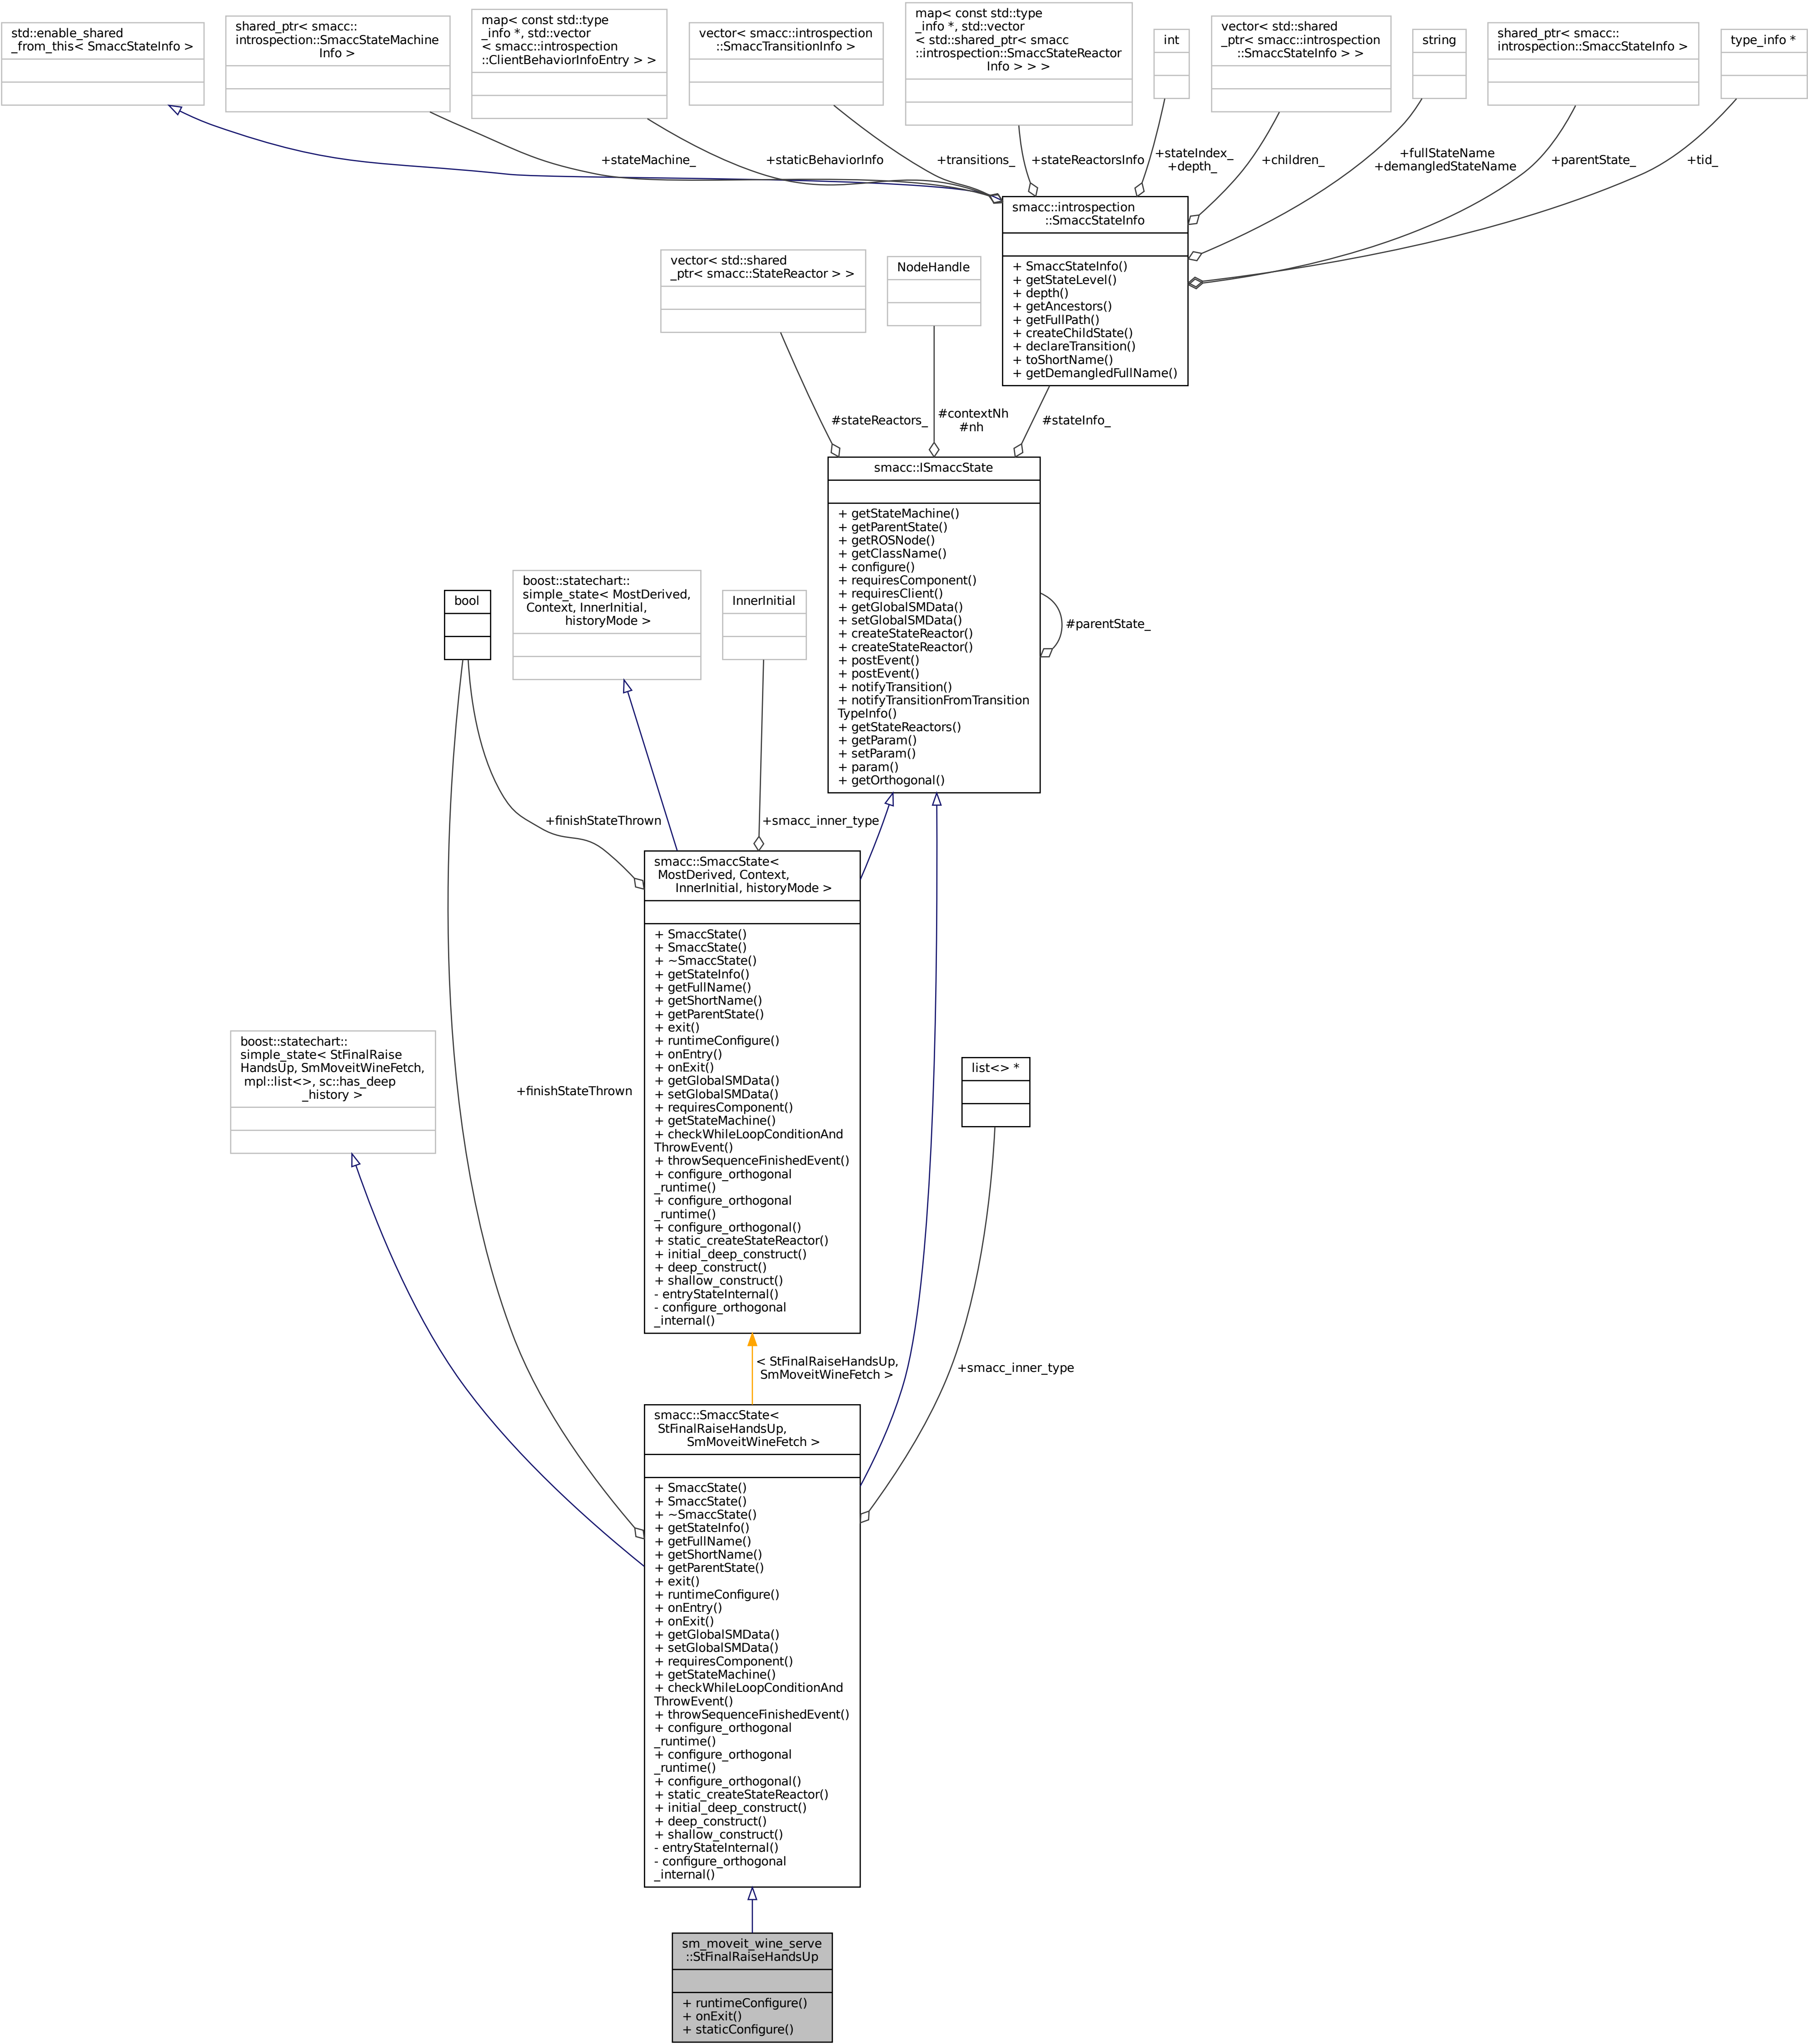 std::enable_shared
_from_this< SmaccStateInfo >
shared_ptr< smacc::
introspection::SmaccStateMachine
Info >
map< const std::type
_info *, std::vector
< smacc::introspection
::ClientBehaviorInfoEntry > >
vector< smacc::introspection
::SmaccTransitionInfo >
map< const std::type
_info *, std::vector
< std::shared_ptr< smacc
::introspection::SmaccStateReactor
Info > > >
int
vector< std::shared
_ptr< smacc::introspection
::SmaccStateInfo > >
string
shared_ptr< smacc::
introspection::SmaccStateInfo >
type_info *
+stateMachine_
+staticBehaviorInfo
+transitions_
+stateReactorsInfo
+stateIndex_
+depth_
+children_
+fullStateName
+demangledStateName
+parentState_
+tid_
smacc::introspection
::SmaccStateInfo
+ SmaccStateInfo()
+ getStateLevel()
+ depth()
+ getAncestors()
+ getFullPath()
+ createChildState()
+ declareTransition()
+ toShortName()
+ getDemangledFullName()
vector< std::shared
_ptr< smacc::StateReactor > >
NodeHandle
#stateReactors_
#contextNh
#nh
#stateInfo_
smacc::ISmaccState
+ getStateMachine()
+ getParentState()
+ getROSNode()
+ getClassName()
+ configure()
+ requiresComponent()
+ requiresClient()
+ getGlobalSMData()
+ setGlobalSMData()
+ createStateReactor()
+ createStateReactor()
+ postEvent()
+ postEvent()
+ notifyTransition()
+ notifyTransitionFromTransition
TypeInfo()
+ getStateReactors()
+ getParam()
+ setParam()
+ param()
+ getOrthogonal()
#parentState_
bool
boost::statechart::
simple_state< MostDerived,
Context, InnerInitial,
historyMode >
InnerInitial
+finishStateThrown
+smacc_inner_type
smacc::SmaccState<
MostDerived, Context,
InnerInitial, historyMode >
+ SmaccState()
+ SmaccState()
+ ~SmaccState()
+ getStateInfo()
+ getFullName()
+ getShortName()
+ getParentState()
+ exit()
+ runtimeConfigure()
+ onEntry()
+ onExit()
+ getGlobalSMData()
+ setGlobalSMData()
+ requiresComponent()
+ getStateMachine()
+ checkWhileLoopConditionAnd
ThrowEvent()
+ throwSequenceFinishedEvent()
+ configure_orthogonal
_runtime()
+ configure_orthogonal
_runtime()
+ configure_orthogonal()
+ static_createStateReactor()
+ initial_deep_construct()
+ deep_construct()
+ shallow_construct()
- entryStateInternal()
- configure_orthogonal
_internal()
boost::statechart::
simple_state< StFinalRaise
HandsUp, SmMoveitWineFetch,
mpl::list<>, sc::has_deep
_history >
+finishStateThrown
list<> *
< StFinalRaiseHandsUp,
SmMoveitWineFetch >
+smacc_inner_type
smacc::SmaccState<
StFinalRaiseHandsUp,
SmMoveitWineFetch >
+ SmaccState()
+ SmaccState()
+ ~SmaccState()
+ getStateInfo()
+ getFullName()
+ getShortName()
+ getParentState()
+ exit()
+ runtimeConfigure()
+ onEntry()
+ onExit()
+ getGlobalSMData()
+ setGlobalSMData()
+ requiresComponent()
+ getStateMachine()
+ checkWhileLoopConditionAnd
ThrowEvent()
+ throwSequenceFinishedEvent()
+ configure_orthogonal
_runtime()
+ configure_orthogonal
_runtime()
+ configure_orthogonal()
+ static_createStateReactor()
+ initial_deep_construct()
+ deep_construct()
+ shallow_construct()
- entryStateInternal()
- configure_orthogonal
_internal()
sm_moveit_wine_serve
::StFinalRaiseHandsUp
+ runtimeConfigure()
+ onExit()
+ staticConfigure()